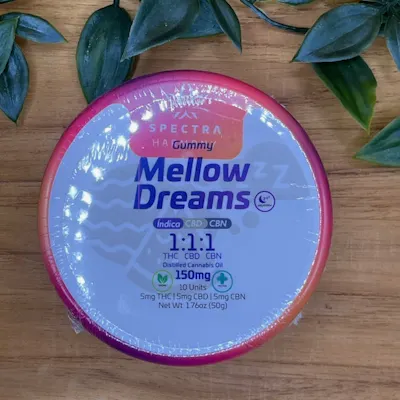 SPECTRA
Gummy
Mellow
Dreams
Indica CBD CBN
1:1:1
THC CBD CBN
Distilled Cannabis Oil
150mg
10 Units
5mg THC | 5mg CBD | 5mg CBN
Net Wt. 1.76oz (50g)